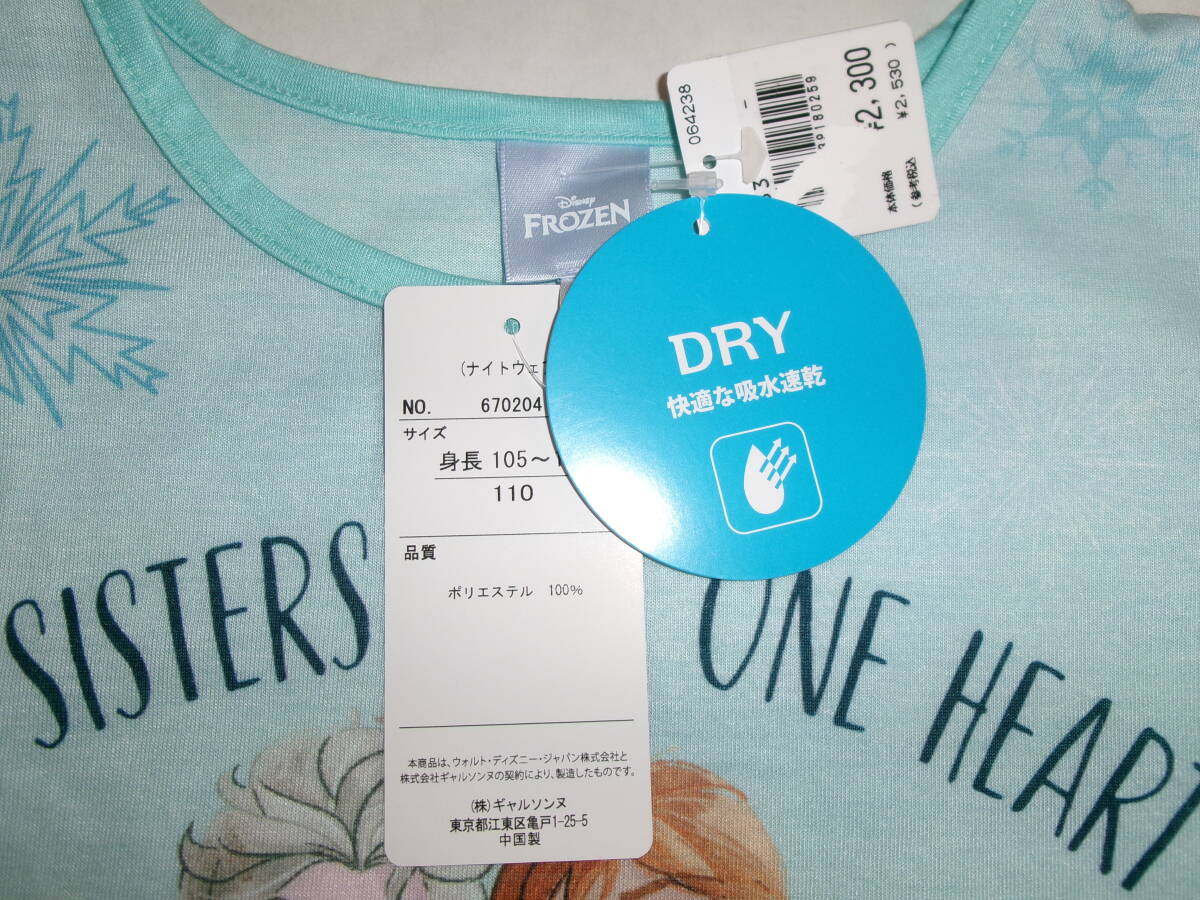 064238
39180259
¥2,300
¥2,530 )
本体価格
(参考税込
Disney
FROZEN
DRY
快適な吸水速乾
(ナイトウェ
NO. 670204
サイズ
身長 105～1
110
品質
ポリエステル 100%
本商品は、ウォルト・ディズニー・ジャパン株式会社と
株式会社ギャルソンヌの契約により、製造したものです。
(株)ギャルソンヌ
東京都江東区亀戸1-25-5
中国製
SISTERS
ONE HEART